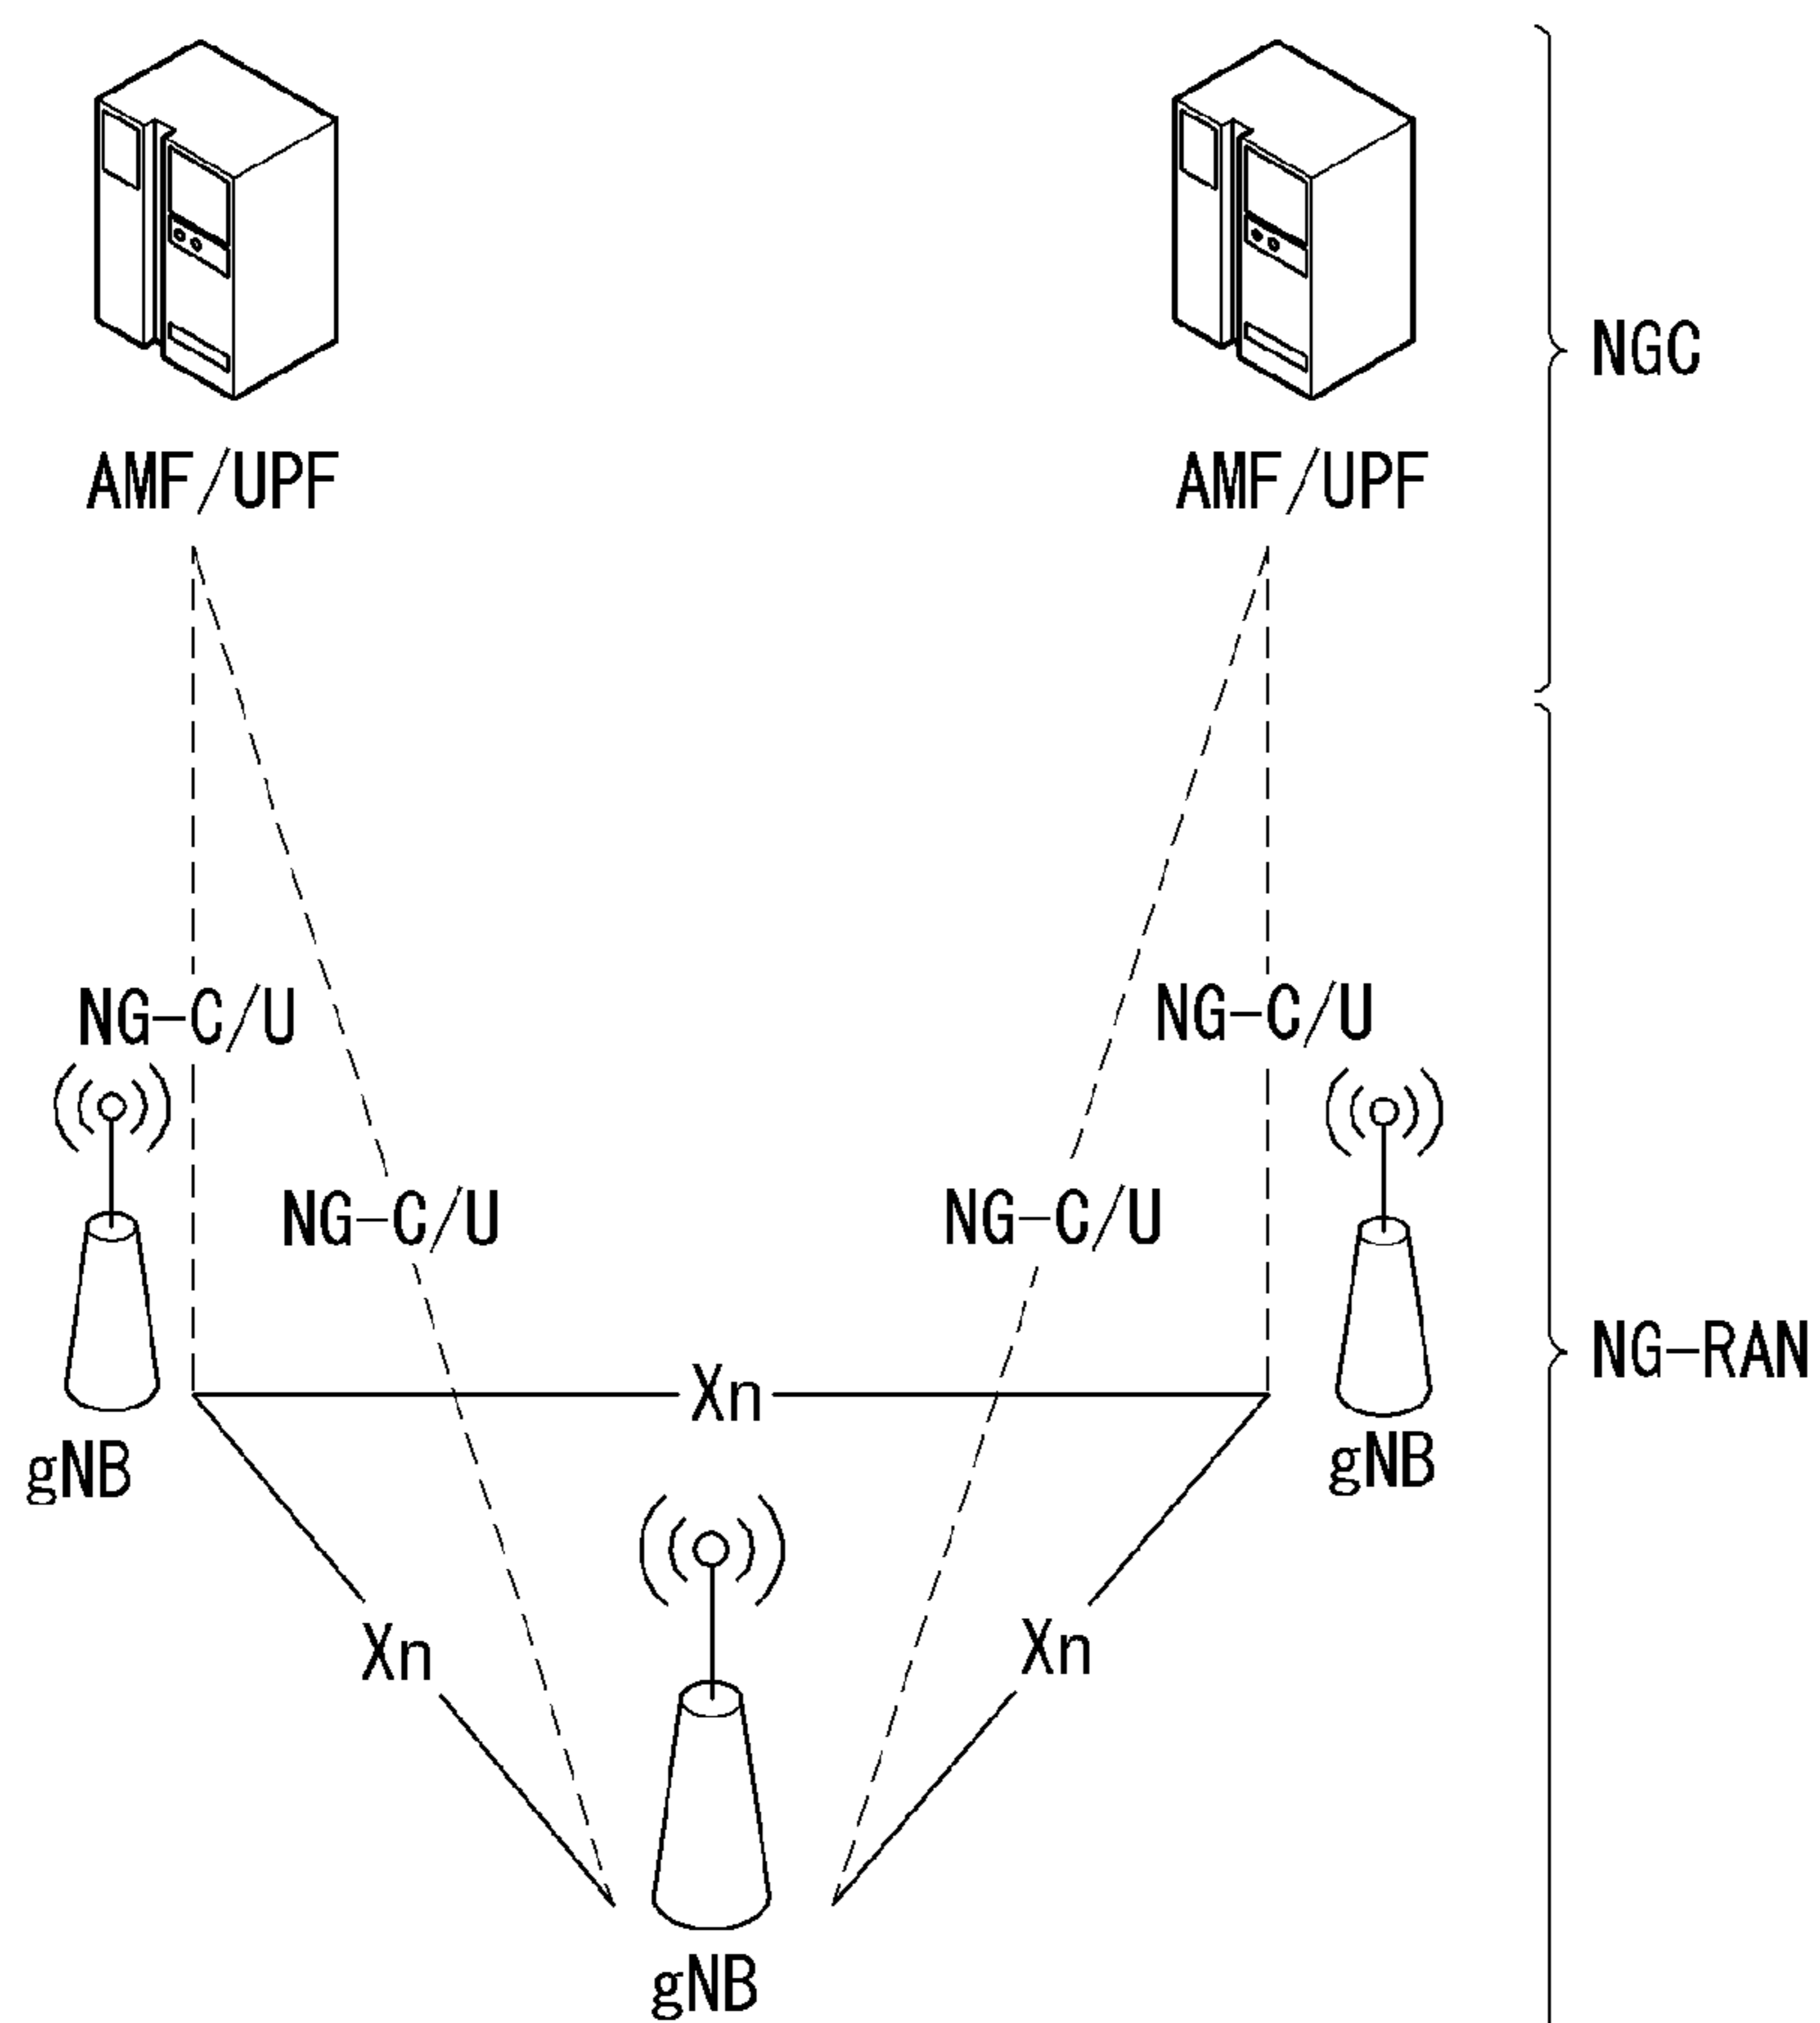 NGC
AMF/UPF
AMF/UPF
NG-C/U
NG-C/U
NG-C/U
NG-C/U
NG-RAN
Xn
gNB
gNB
Xn
Xn
gNB